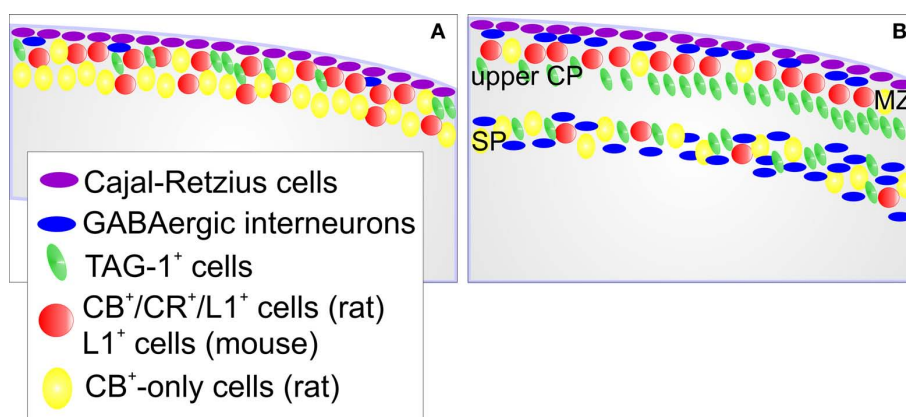 A
B
upper CP
MZ
SP
Cajal-Retzius cells
GABAergic interneurons
TAG-1⁺ cells
CB⁺/CR⁺/L1⁺ cells (rat)
L1⁺ cells (mouse)
CB⁺-only cells (rat)